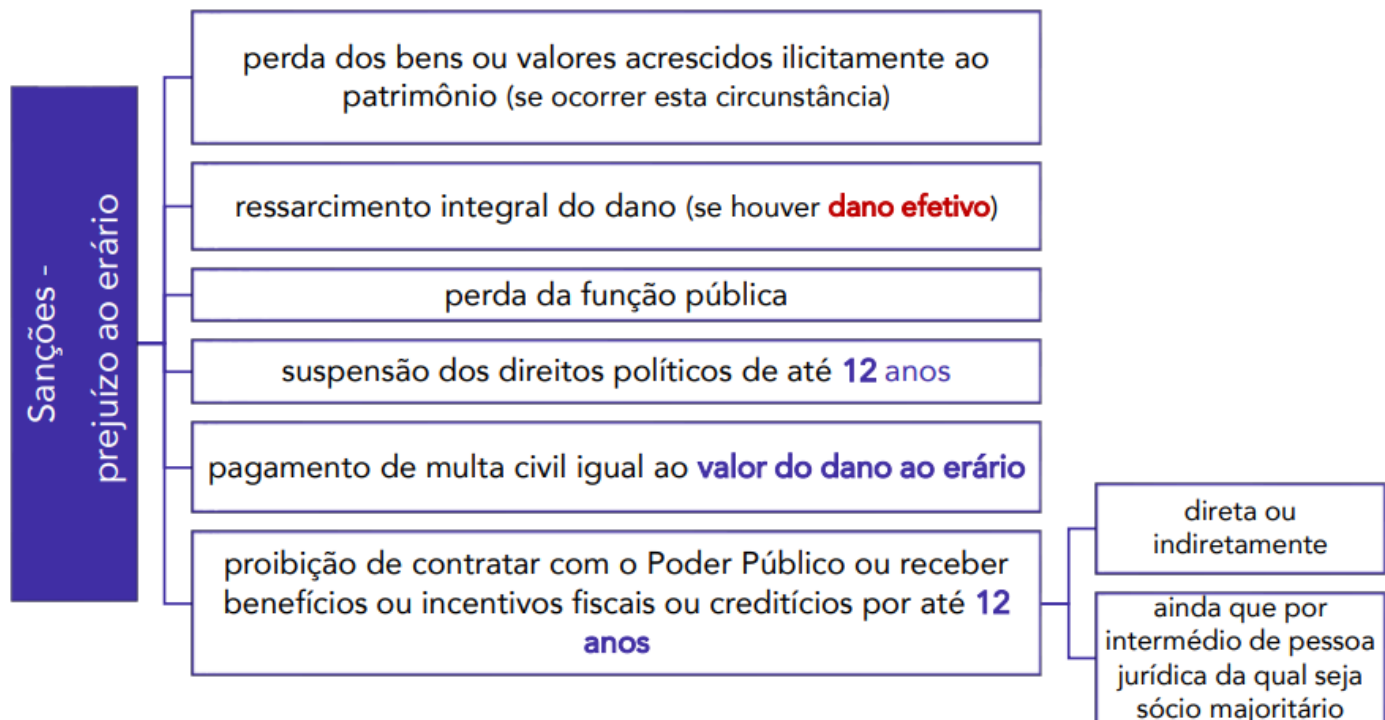 Sanções -
prejuízo ao erário
perda dos bens ou valores acrescidos ilicitamente ao
patrimônio (se ocorrer esta circunstância)
ressarcimento integral do dano (se houver dano efetivo)
perda da função pública
suspensão dos direitos políticos de até 12 anos
pagamento de multa civil igual ao valor do dano ao erário
proibição de contratar com o Poder Público ou receber
benefícios ou incentivos fiscais ou creditícios por até 12
anos
direta ou
indiretamente
ainda que por
intermédio de pessoa
jurídica da qual seja
sócio majoritário